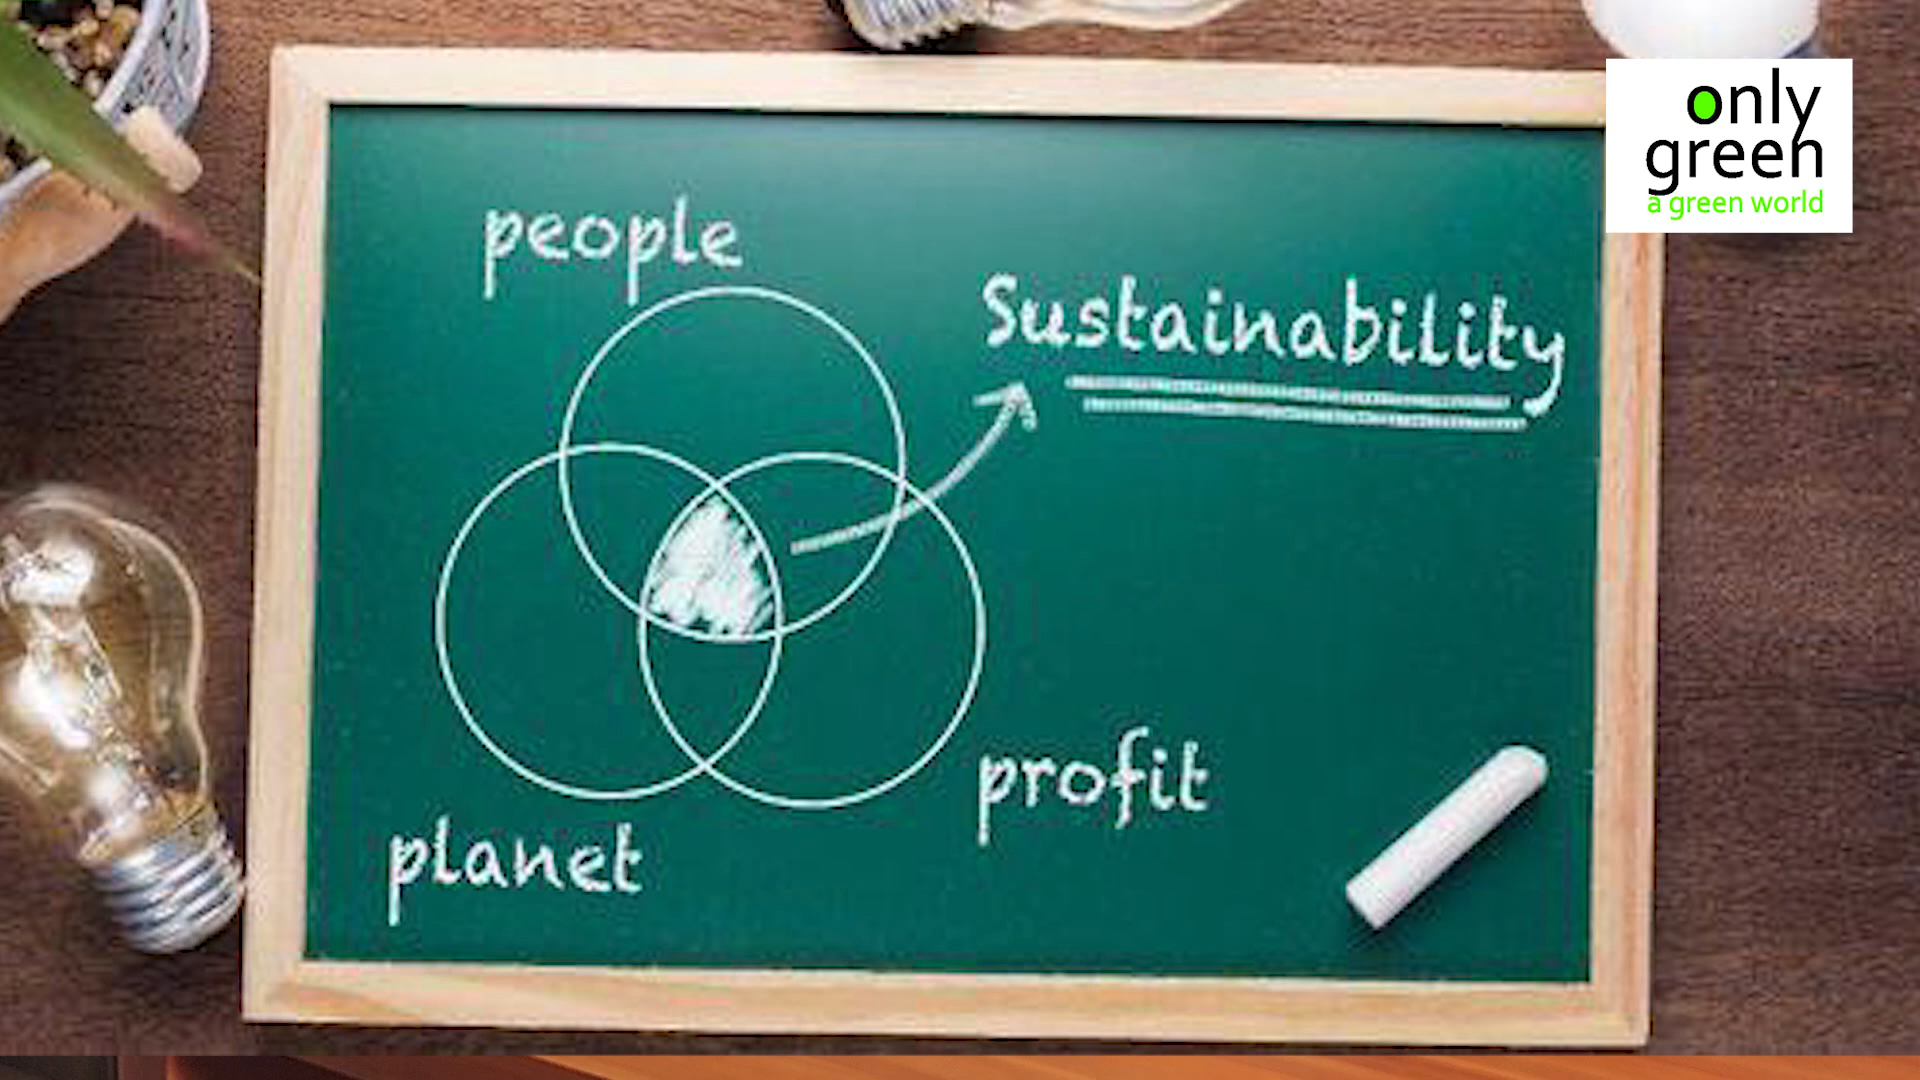 only
green
a green world
people
Sustainability
profit
planet